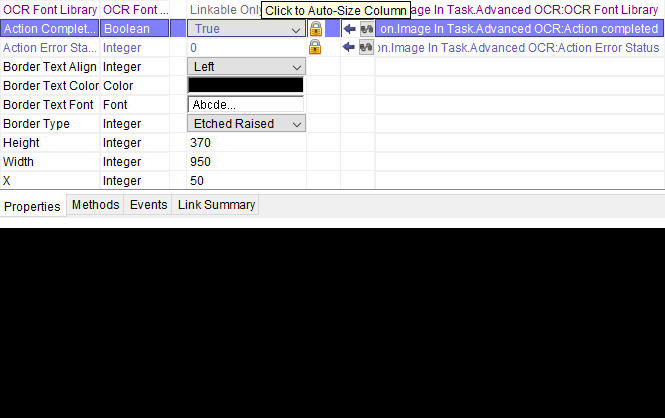 OCR Font Library OCR Font ... Linkable Only Click to Auto-Size Column age In Task.Advanced OCR:OCR Font Library
Action Complet... Boolean True on.Image In Task.Advanced OCR:Action completed
Action Error Sta... Integer 0 on.Image In Task.Advanced OCR:Action Error Status
Border Text Align Integer Left
Border Text Color Color
Border Text Font Font Abcde...
Border Type Integer Etched Raised
Height Integer 370
Width Integer 950
X Integer 50
Properties Methods Events Link Summary